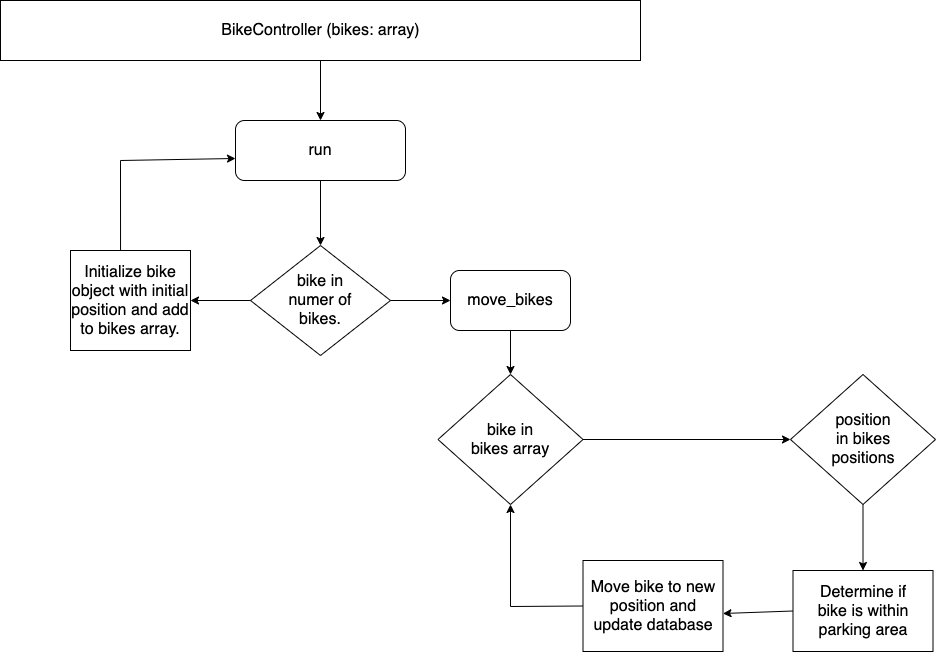 BikeController (bikes: array)
run
Initialize bike
object with initial
position and add
to bikes array.
bike in
numer of
bikes.
move_bikes
bike in
bikes array
position
in bikes
positions
Move bike to new
position and
update database
Determine if
bike is within
parking area